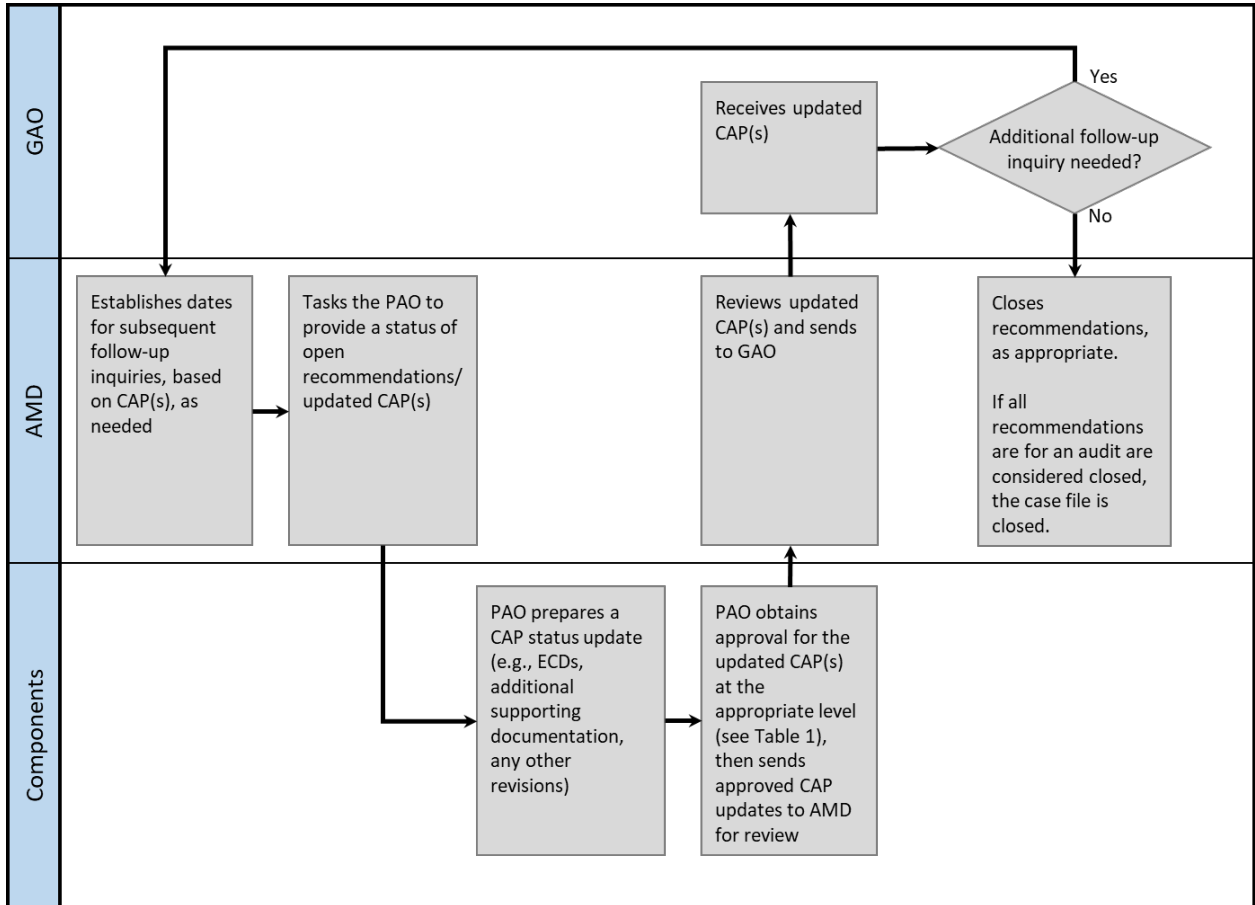 GAO
Receives updated
CAP(s)
Yes
Additional follow-up
inquiry needed?
No
AMD
Establishes dates
for subsequent
follow-up
inquiries, based
on CAP(s), as
needed
Tasks the PAO to
provide a status of
open
recommendations/
updated CAP(s)
Reviews updated
CAP(s) and sends
to GAO
Closes
recommendations,
as appropriate.
If all
recommendations
are for an audit are
considered closed,
the case file is
closed.
Components
PAO prepares a
CAP status update
(e.g., ECDs,
additional
supporting
documentation,
any other
revisions)
PAO obtains
approval for the
updated CAP(s)
at the
appropriate level
(see Table 1),
then sends
approved CAP
updates to AMD
for review